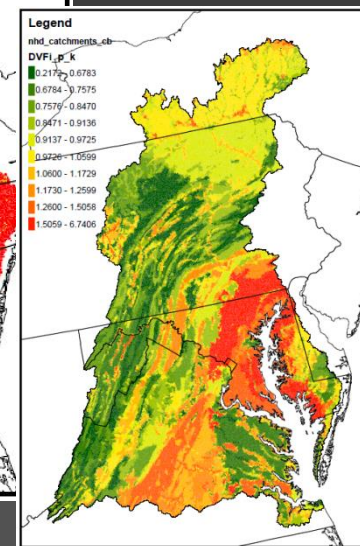 Legend
nhd_catchments_cb
DVFi_p_k
0.2172 - 0.6783
0.6784 - 0.7575
0.7576 - 0.8470
0.8471 - 0.9136
0.9137 - 0.9725
0.9726 - 1.0599
1.0600 - 1.1729
1.1730 - 1.2599
1.2600 - 1.5058
1.5059 - 6.7406